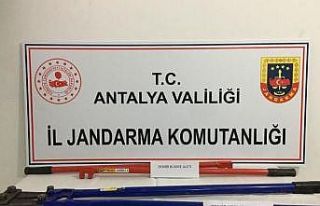 T.C.
ANTALYA VALİLİĞİ
İL JANDARMA KOMUTANLIĞI